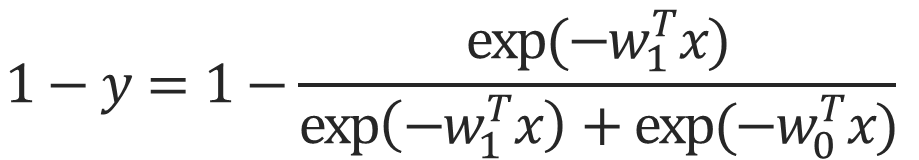 1 − y = 1 − exp(−w₁ᵀx) / exp(−w₁ᵀx) + exp(−w₀ᵀx)